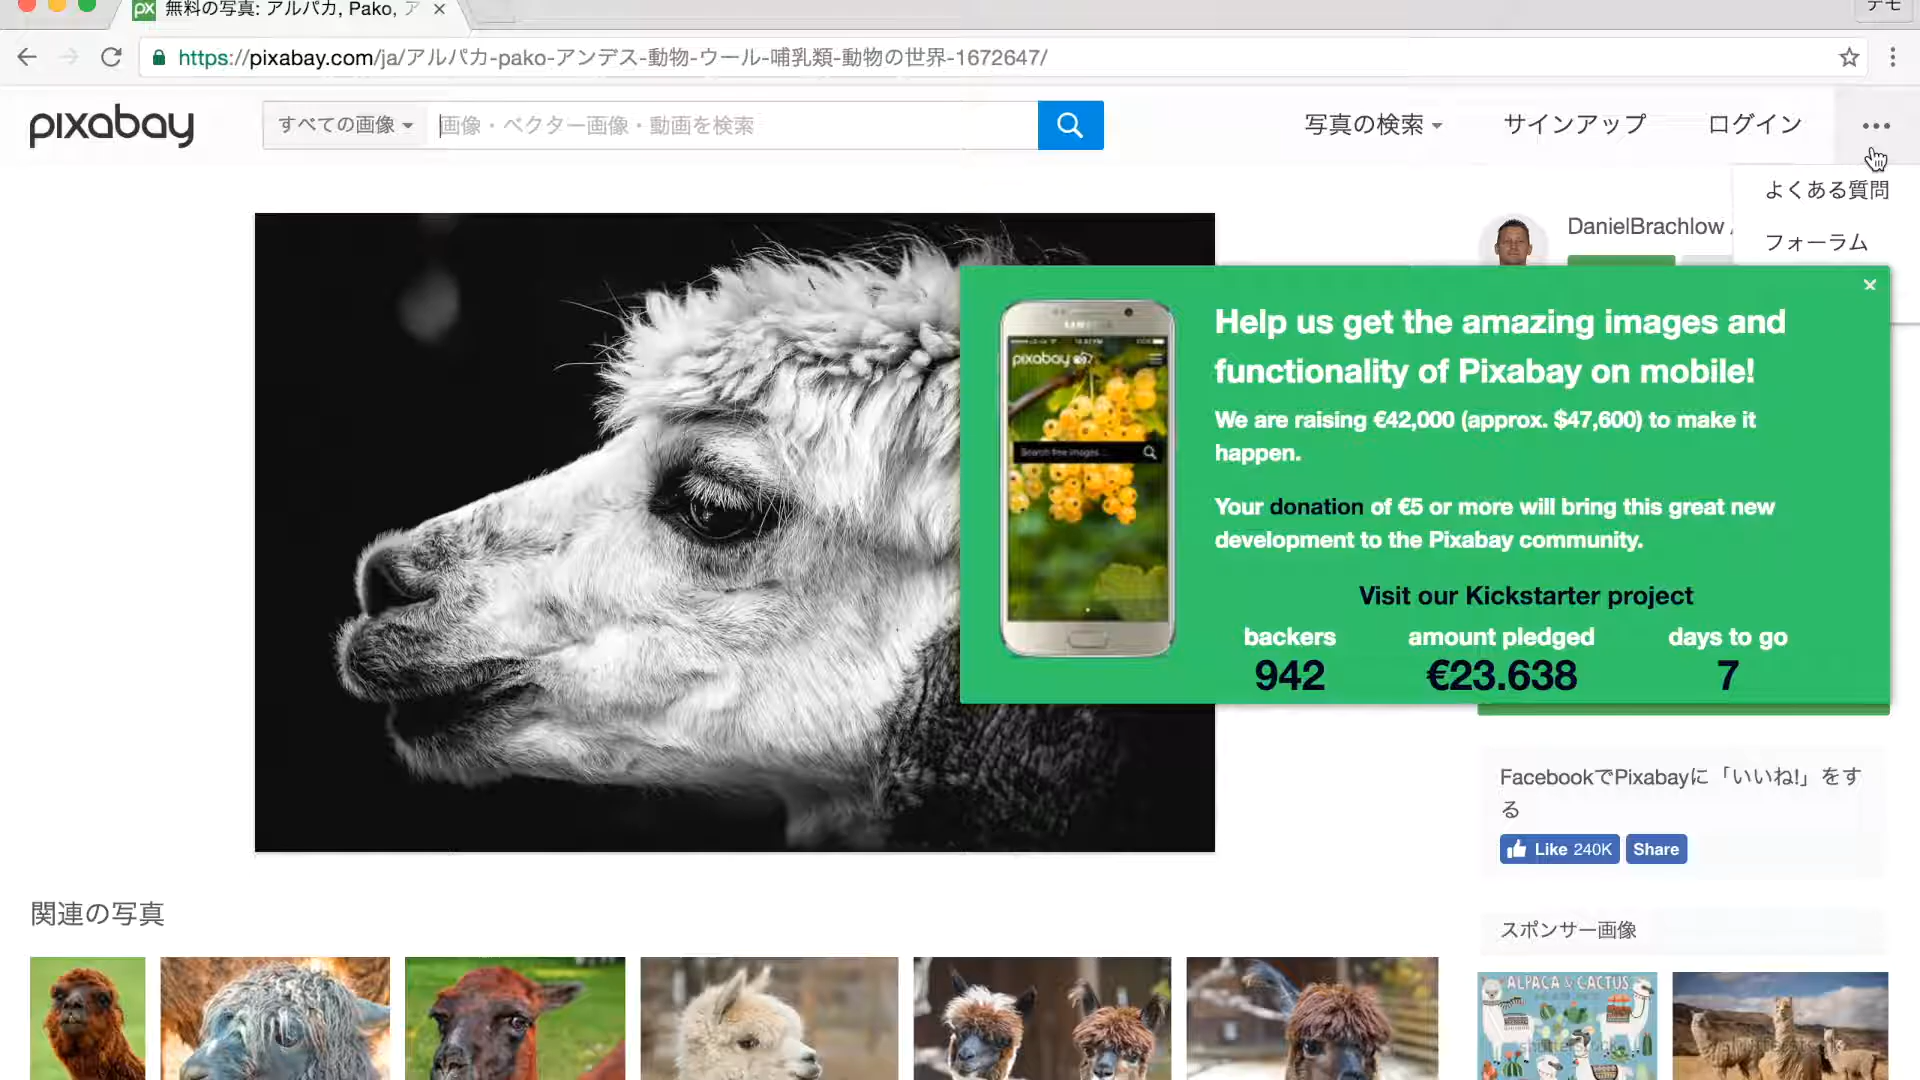 無料の写真: アルパカ, Pako, ア
デモ
https://pixabay.com/ja/アルパカ-pako-アンデス-動物-ウール-哺乳類-動物の世界-1672647/
pixabay
すべての画像
画像・ベクター画像・動画を検索
写真の検索
サインアップ
ログイン
よくある質問
DanielBrachlow
フォーラム
Help us get the amazing images and
functionality of Pixabay on mobile!
We are raising €42,000 (approx. $47,600) to make it
happen.
Your donation of €5 or more will bring this great new
development to the Pixabay community.
Visit our Kickstarter project
backers
amount pledged
days to go
942
€23.638
7
SAMSUNG
pixabay
Search free images ...
FacebookでPixabayに「いいね!」をす
る
Like 240K
Share
関連の写真
スポンサー画像
ALPACA & CACTUS
shutterstock
shutterstock